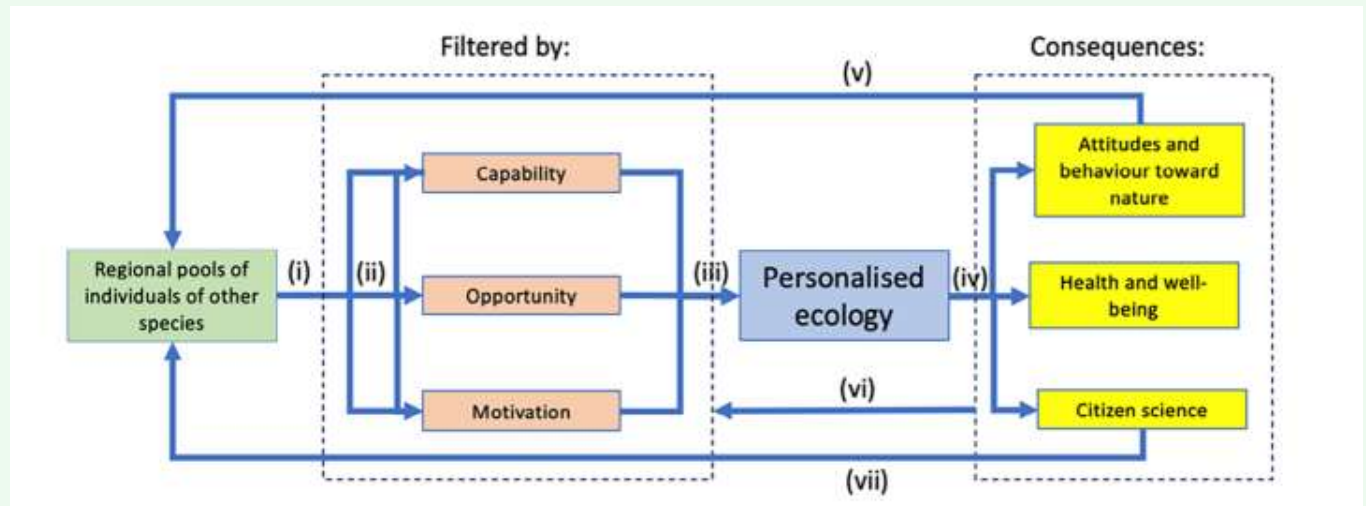 Filtered by:
Consequences:
(v)
Attitudes and
behaviour toward
nature
Capability
Regional pools of
individuals of other
species
(i)
(ii)
Opportunity
(iii)
Personalised
ecology
(iv)
Health and well-
being
(vi)
Motivation
Citizen science
(vii)